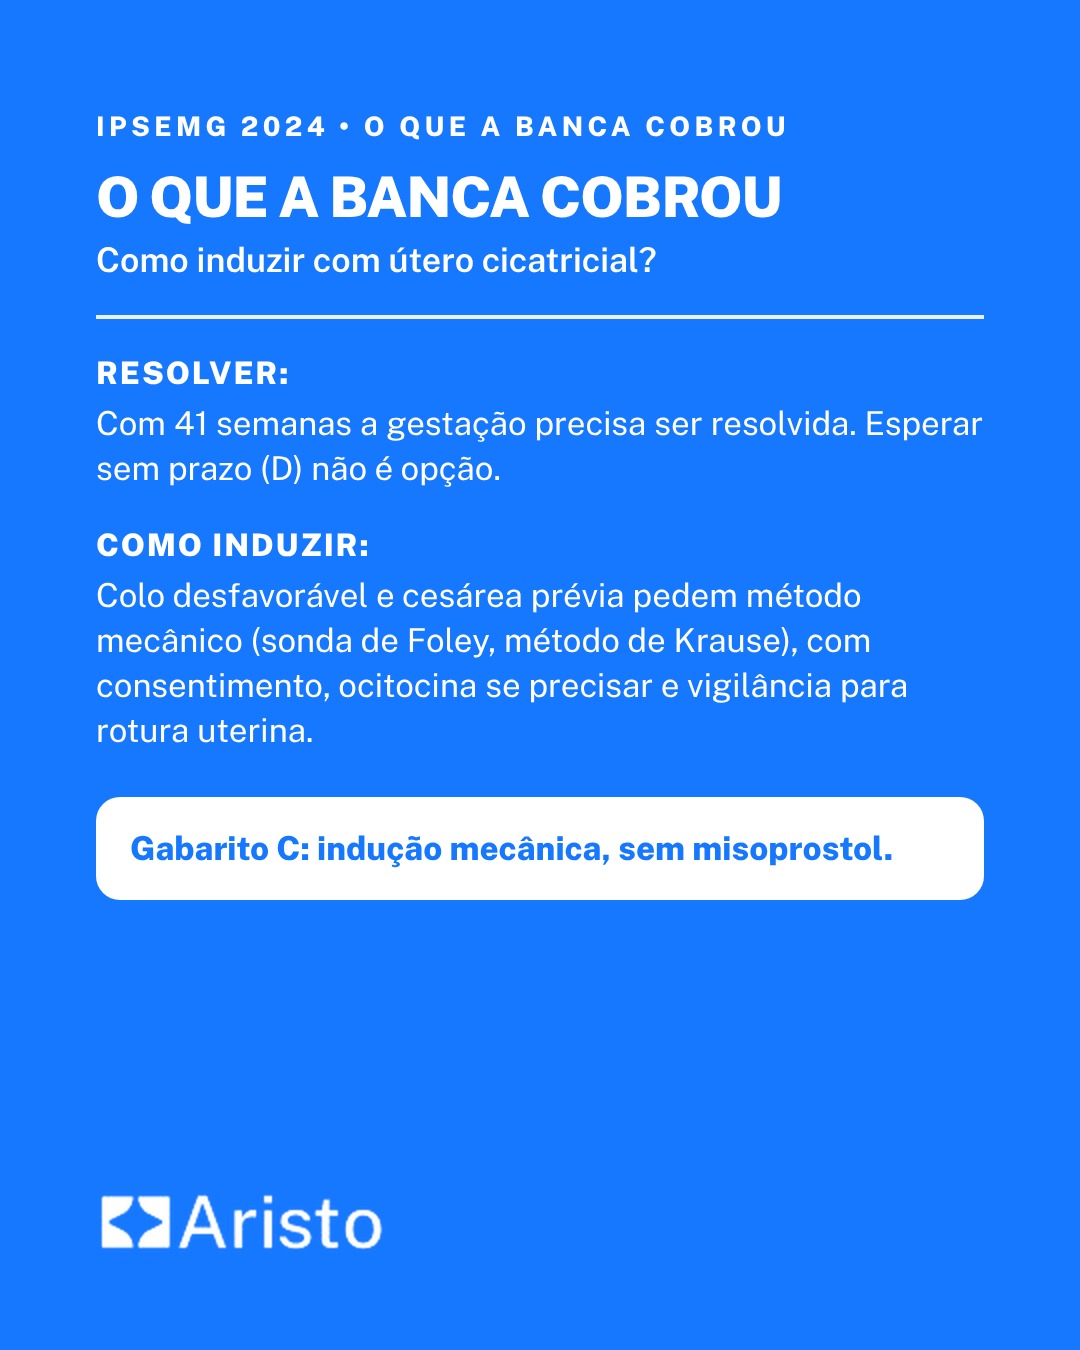 IPSEMG 2024 • O QUE A BANCA COBROU
O QUE A BANCA COBROU
Como induzir com útero cicatricial?
RESOLVER:
Com 41 semanas a gestação precisa ser resolvida. Esperar
sem prazo (D) não é opção.
COMO INDUZIR:
Colo desfavorável e cesárea prévia pedem método
mecânico (sonda de Foley, método de Krause), com
consentimento, ocitocina se precisar e vigilância para
rotura uterina.
Gabarito C: indução mecânica, sem misoprostol.
Aristo